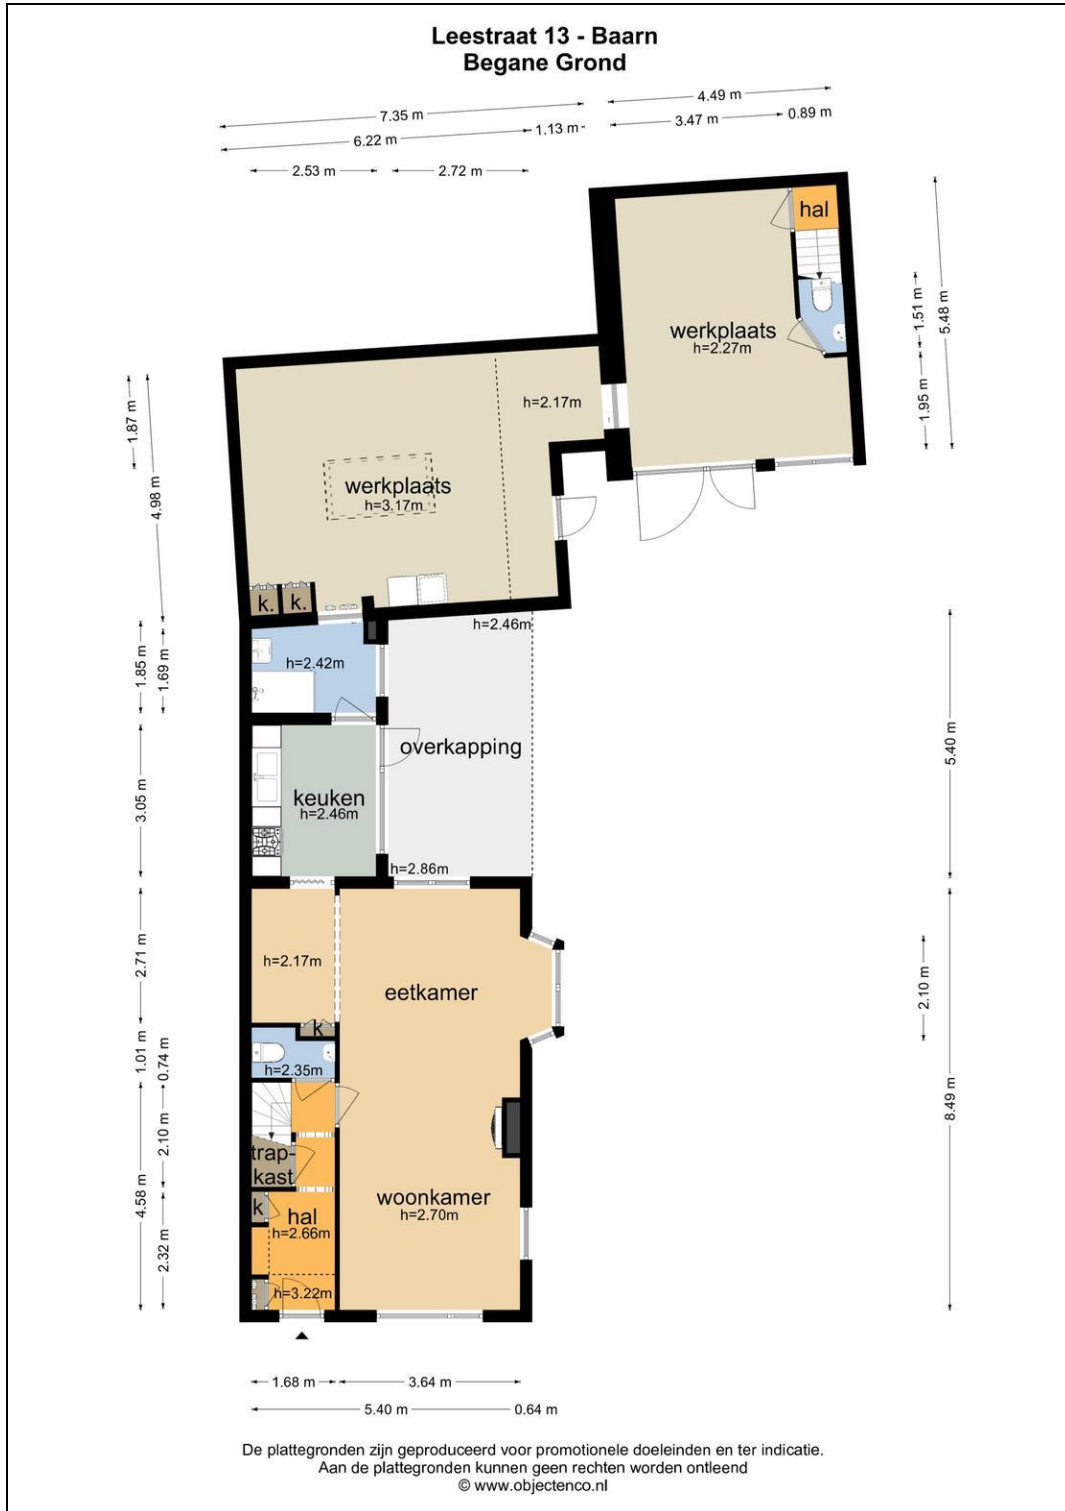 Leestraat 13 - Baarn
Begane Grond
7.35 m
4.49 m
6.22 m
1.13 m
3.47 m
0.89 m
2.53 m
2.72 m
hal
werkplaats
h=2.27m
1.51 m
5.48 m
1.95 m
h=2.17m
1.87 m
4.98 m
werkplaats
h=3.17m
k.
k.
h=2.46m
1.85 m
1.69 m
h=2.42m
overkapping
5.40 m
3.05 m
keuken
h=2.46m
h=2.86m
2.71 m
h=2.17m
eetkamer
2.10 m
k
1.01 m
0.74 m
h=2.35m
8.49 m
4.58 m
2.10 m
trap-
kast
woonkamer
h=2.70m
k
hal
h=2.66m
2.32 m
h=3.22m
1.68 m
3.64 m
5.40 m
0.64 m
De plattegronden zijn geproduceerd voor promotionele doeleinden en ter indicatie.
Aan de plattegronden kunnen geen rechten worden ontleend
© www.objectenco.nl